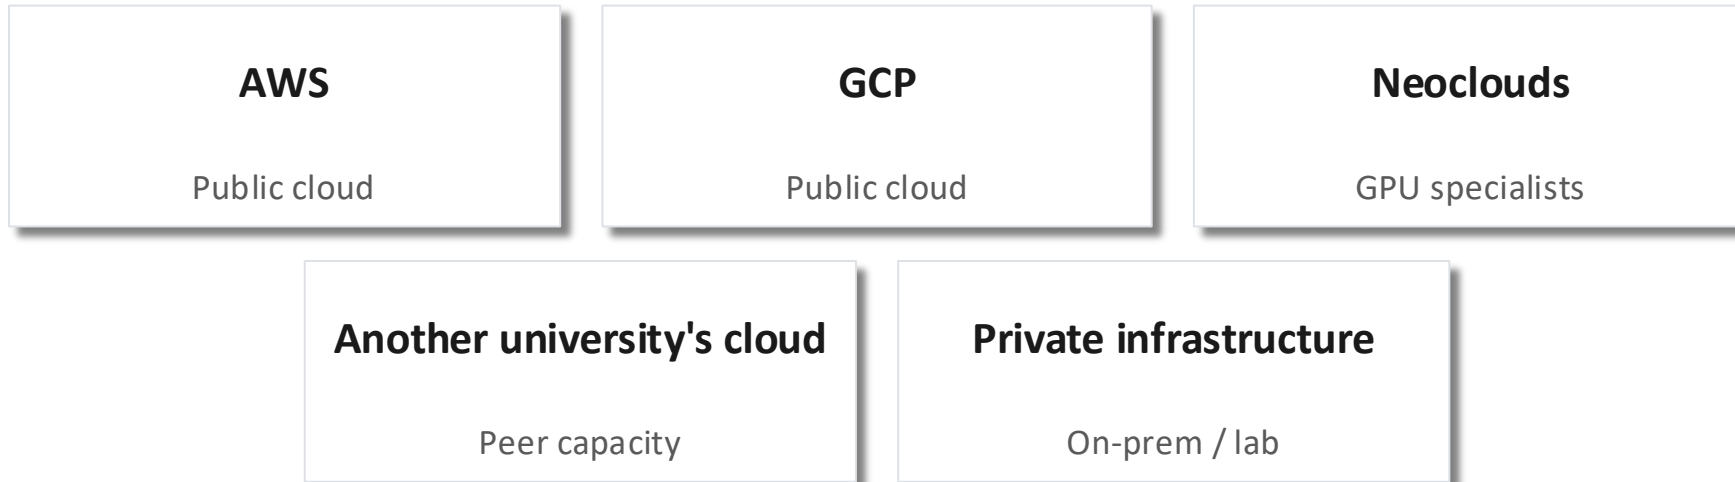 AWS
Public cloud
GCP
Public cloud
Neoclouds
GPU specialists
Another university's cloud
Peer capacity
Private infrastructure
On-prem / lab